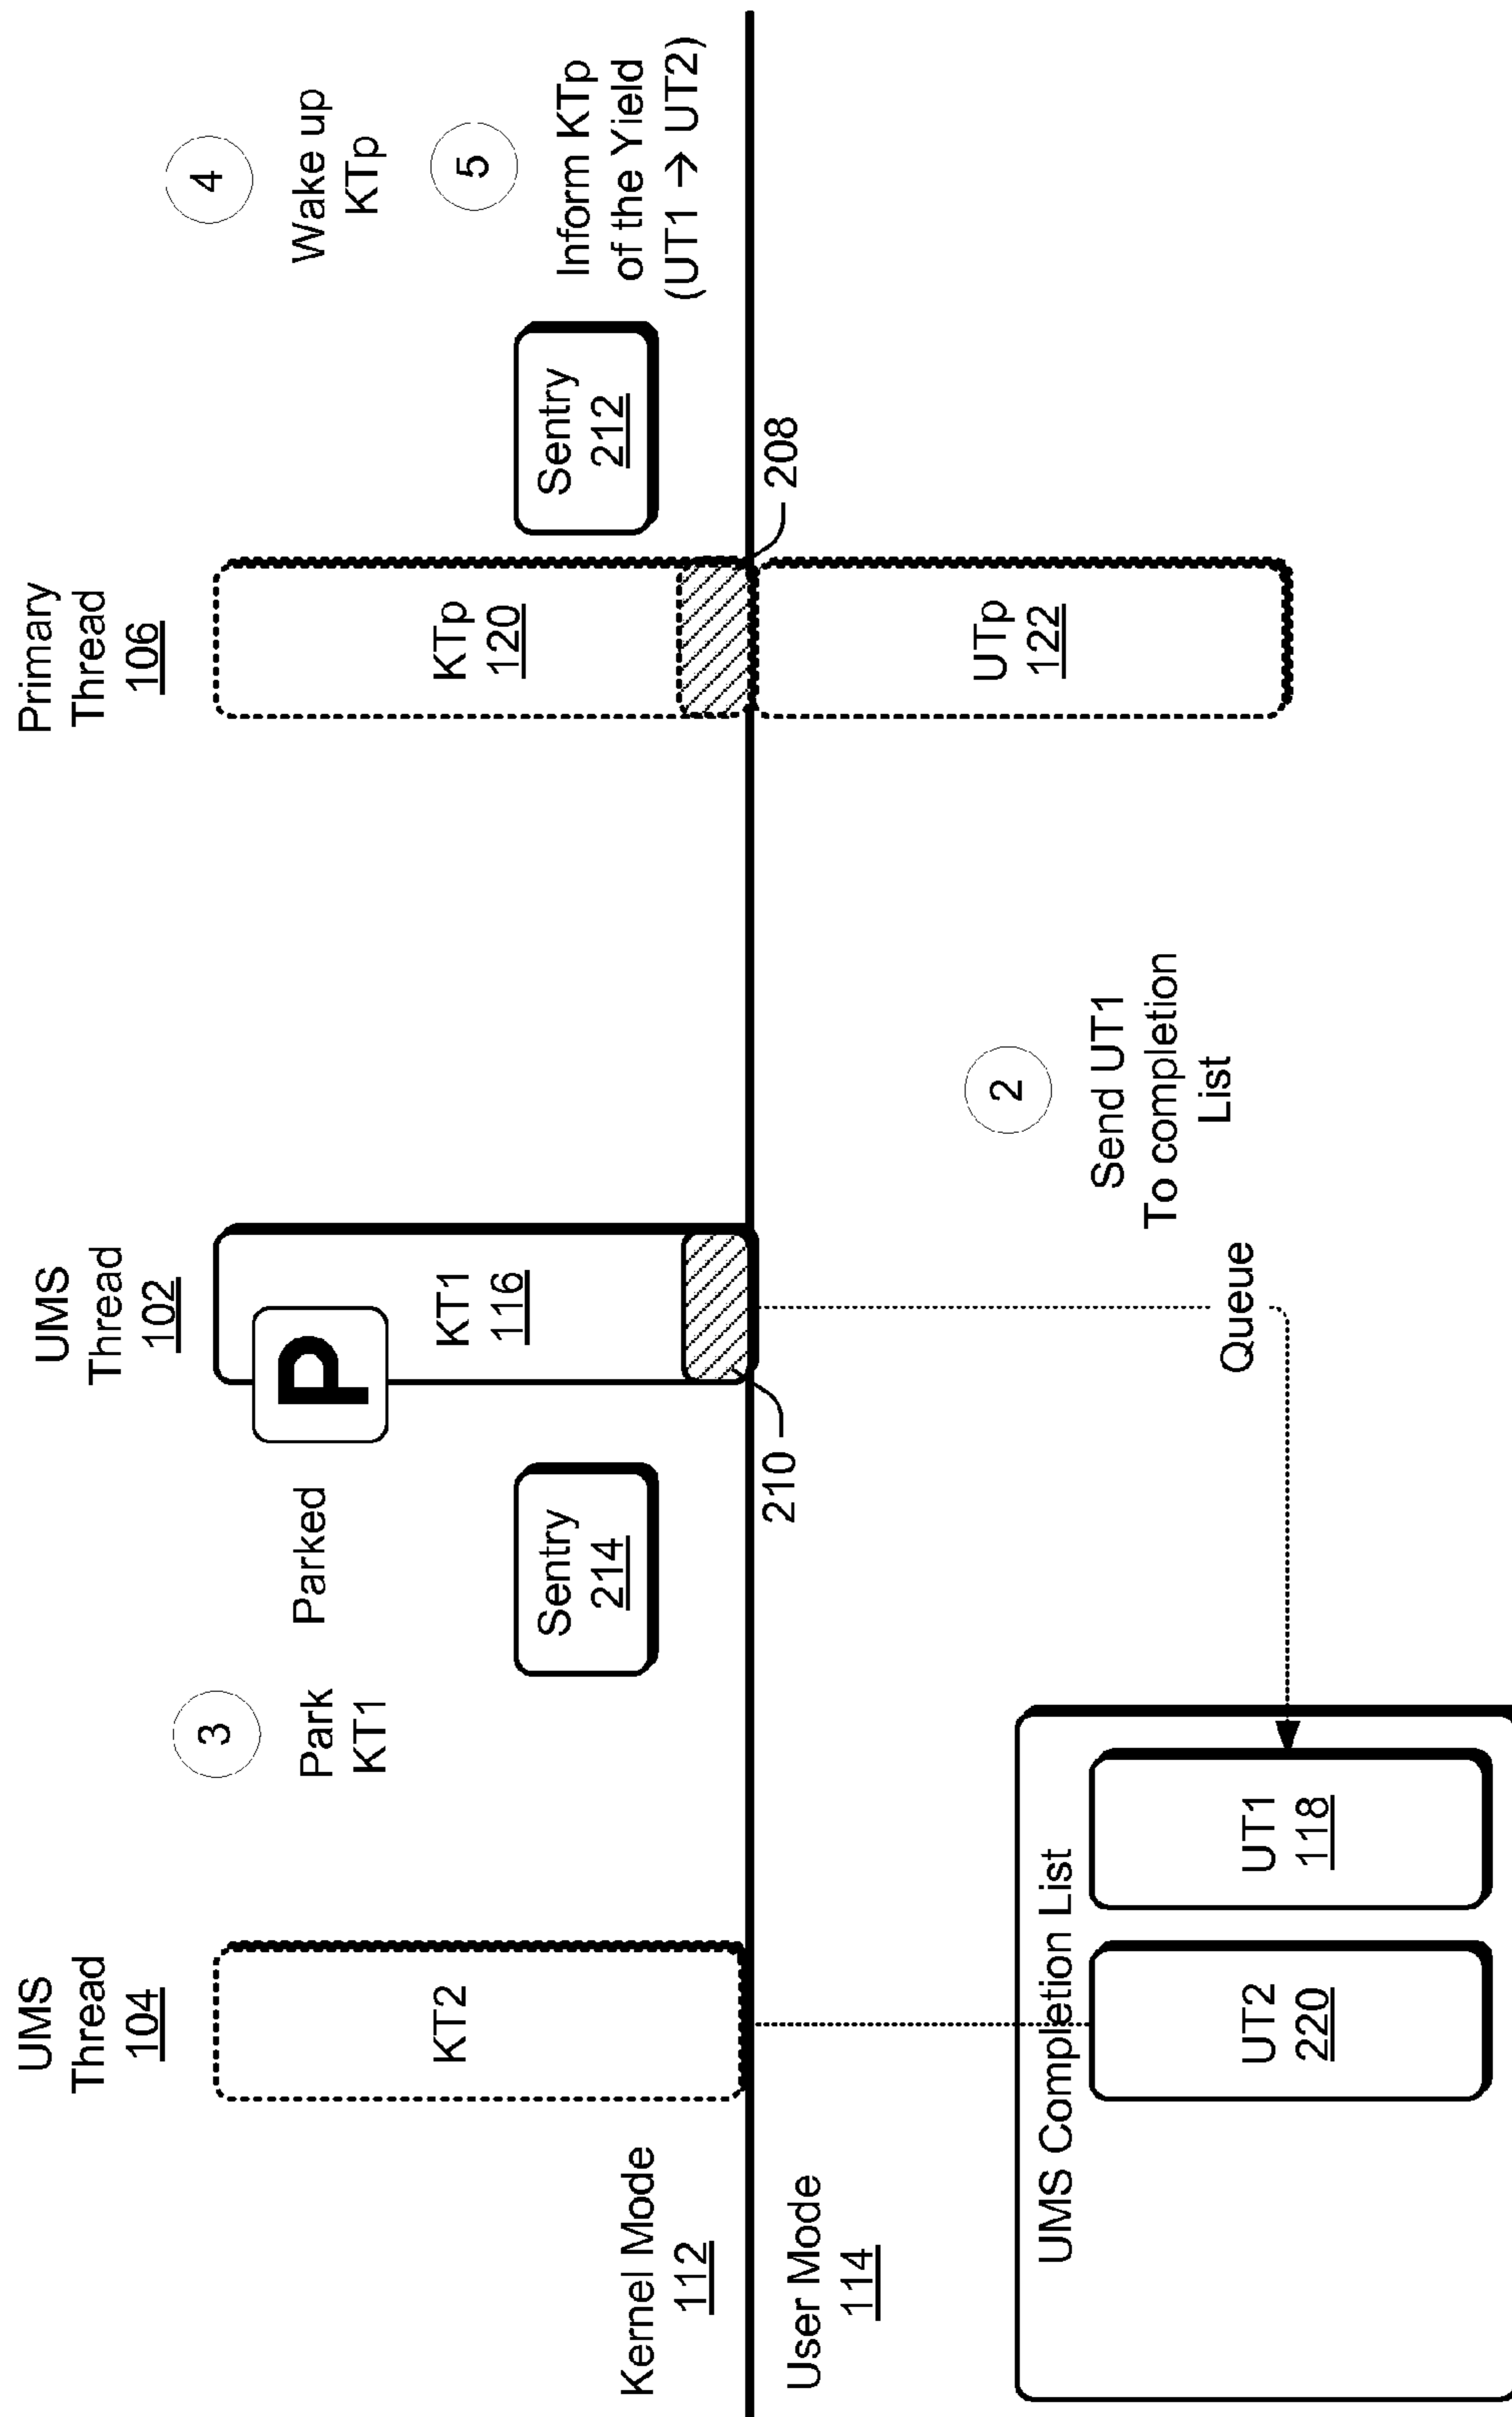 UMS
Thread
104
UMS
Thread
102
Primary
Thread
106
3
Park
KT1
Parked
P
4
Wake up
KTp
KT2
KT1
116
KTp
120
5
Sentry
214
Sentry
212
Inform KTp
of the Yield
(UT1 → UT2)
Kernel Mode
112
User Mode
114
210
208
UTp
122
2
Send UT1
To completion
List
UMS Completion List
Queue
UT2
220
UT1
118